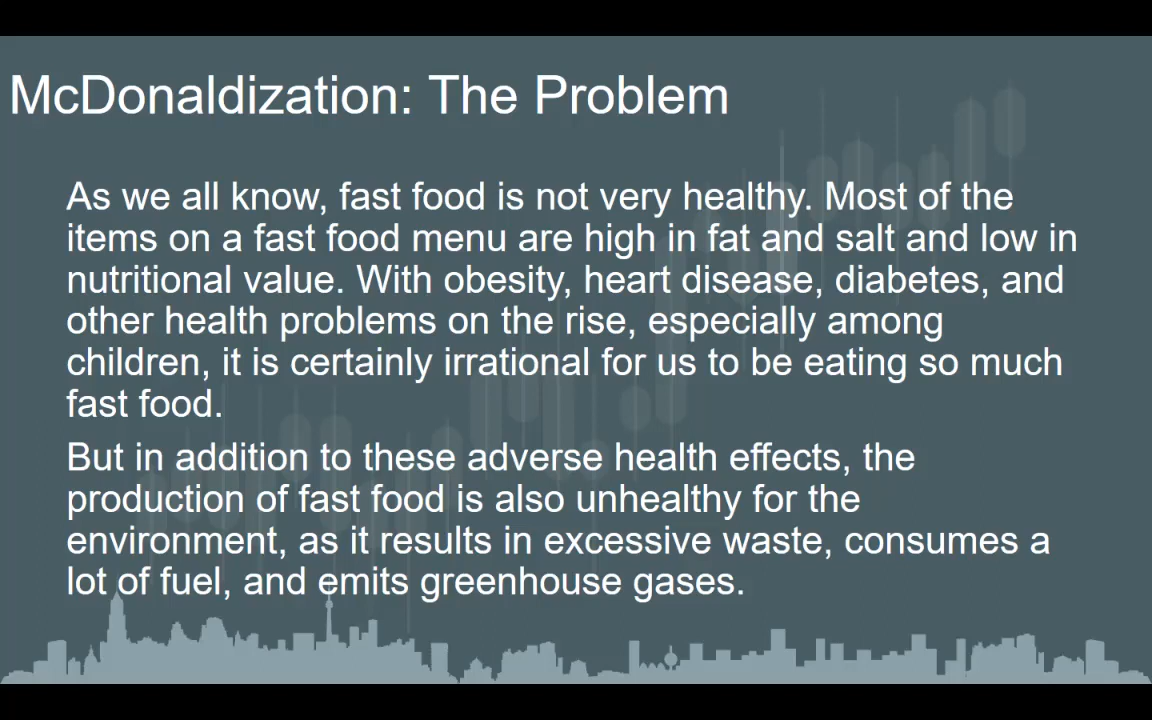 McDonaldization: The Problem
As we all know, fast food is not very healthy. Most of the
items on a fast food menu are high in fat and salt and low in
nutritional value. With obesity, heart disease, diabetes, and
other health problems on the rise, especially among
children, it is certainly irrational for us to be eating so much
fast food.
But in addition to these adverse health effects, the
production of fast food is also unhealthy for the
environment, as it results in excessive waste, consumes a
lot of fuel, and emits greenhouse gases.